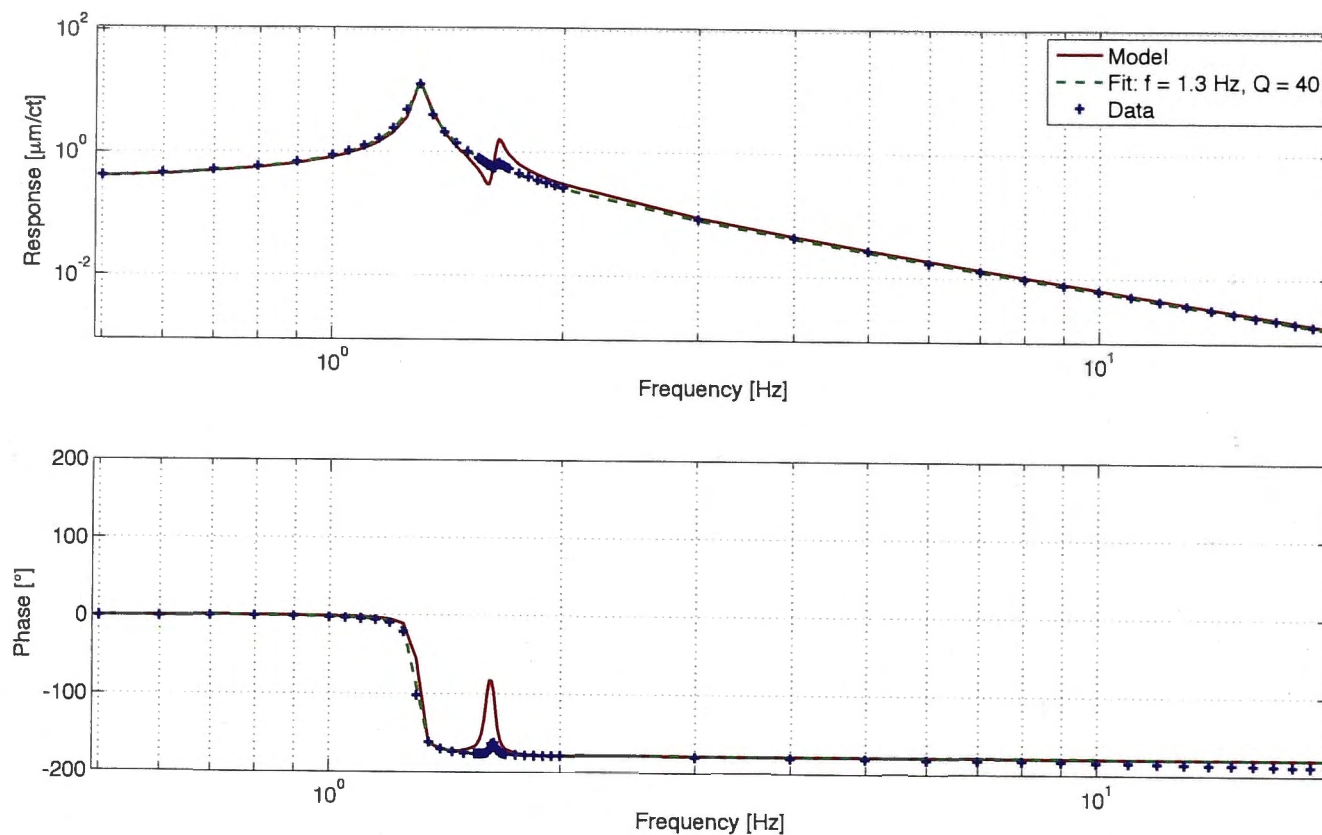 10²
10⁰
10⁻²
Response [μm/ct]
Model
Fit: f = 1.3 Hz, Q = 40
Data
10⁰
10¹
Frequency [Hz]
200
100
0
-100
-200
Phase [°]
10⁰
10¹
Frequency [Hz]